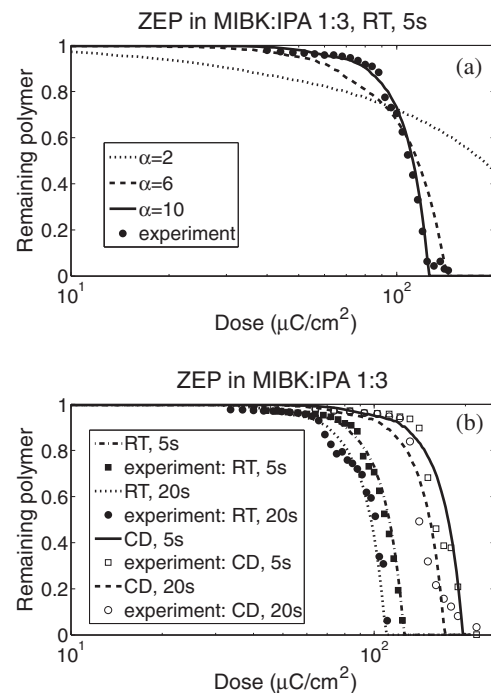 ZEP in MIBK:IPA 1:3, RT, 5s
(a)
Remaining polymer
1
0.8
0.6
0.4
0.2
0
α=2
α=6
α=10
experiment
10^1
10^2
Dose (μC/cm^2)
ZEP in MIBK:IPA 1:3
(b)
Remaining polymer
1
0.8
0.6
0.4
0.2
0
RT, 5s
experiment: RT, 5s
RT, 20s
experiment: RT, 20s
CD, 5s
experiment: CD, 5s
CD, 20s
experiment: CD, 20s
10^1
10^2
Dose (μC/cm^2)